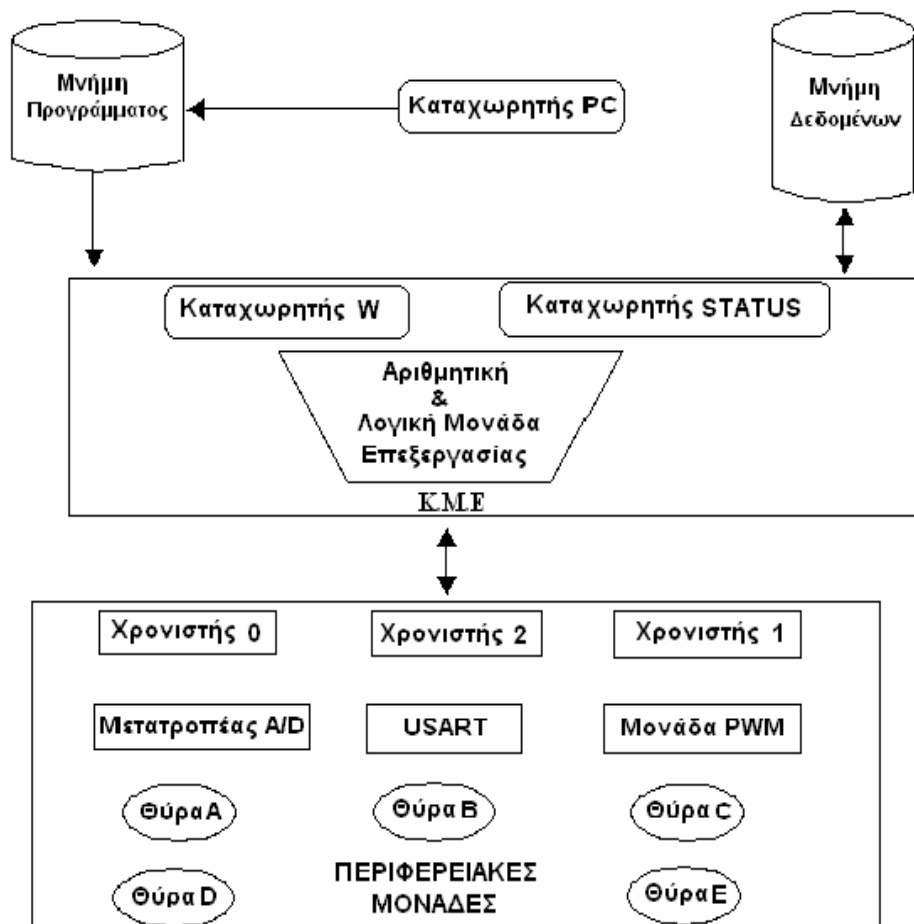 Μνήμη
Προγράμματος
Καταχωρητής PC
Μνήμη
Δεδομένων
Καταχωρητής W
Καταχωρητής STATUS
Αριθμητική
&
Λογική Μονάδα
Επεξεργασίας
Κ.Μ.Ε
Χρονιστής 0
Χρονιστής 2
Χρονιστής 1
Μετατροπέας A/D
USART
Μονάδα PWM
Θύρα A
Θύρα B
Θύρα C
Θύρα D
ΠΕΡΙΦΕΡΕΙΑΚΕΣ
ΜΟΝΑΔΕΣ
Θύρα E